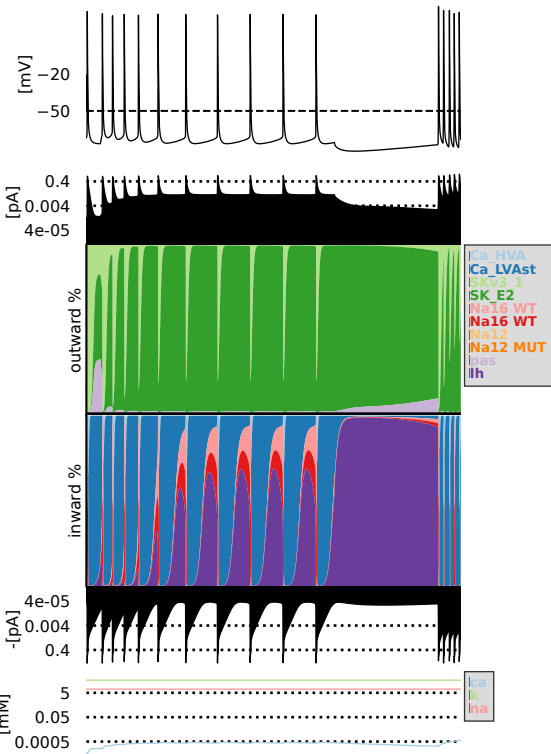 [mV]
−20
−50
[pA]
0.4
0.004
4e-05
outward %
Ca_HVA
Ca_LVAst
SKv3_1
SK_E2
Na16 WT
Na16 WT
Na12
Na12 MUT
pas
Ih
inward %
-[pA]
4e-05
0.004
0.4
[mM]
5
0.05
0.0005
ca
k
na